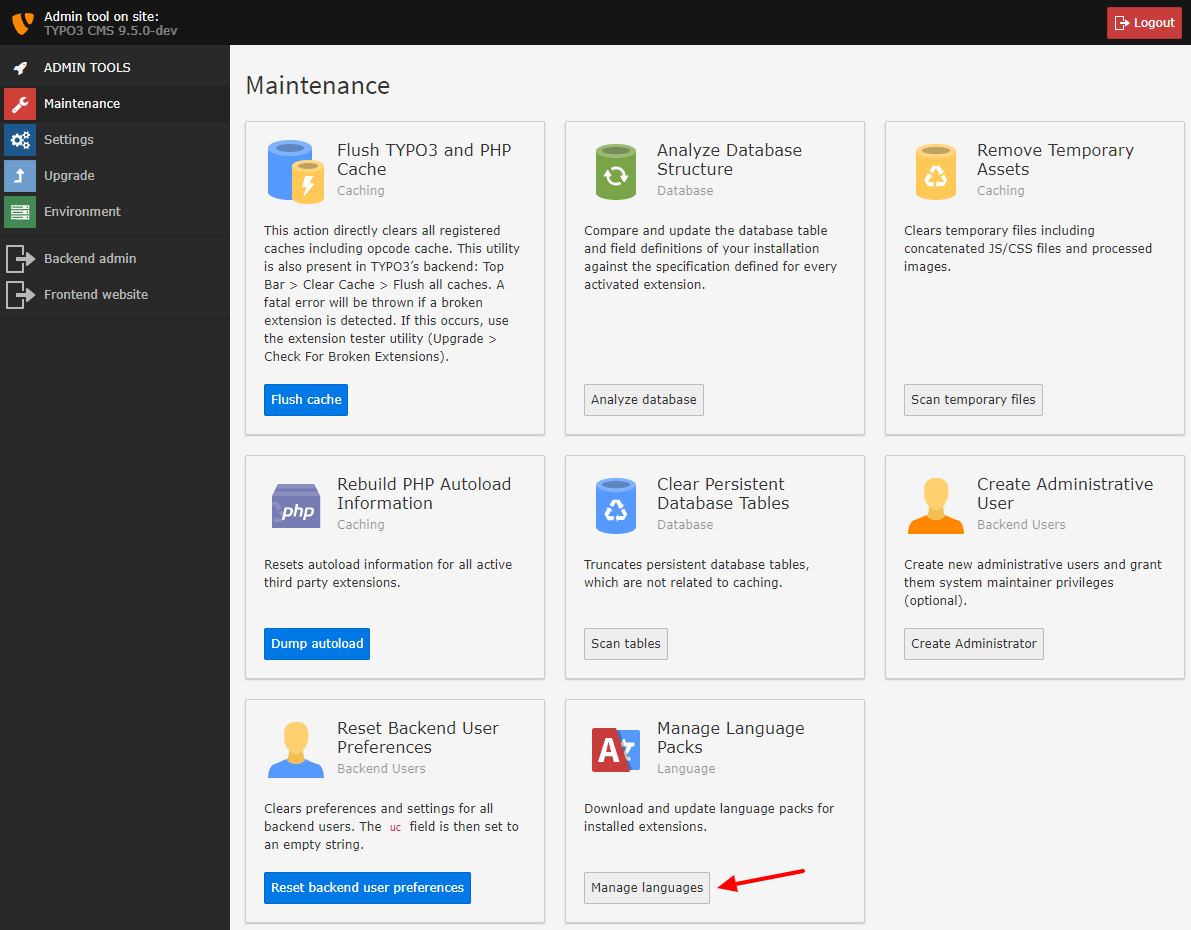 Admin tool on site:
TYPO3 CMS 9.5.0-dev
Logout
ADMIN TOOLS
Maintenance
Settings
Upgrade
Environment
Backend admin
Frontend website
Maintenance
Flush TYPO3 and PHP
Cache
Caching
This action directly clears all registered
caches including opcode cache. This utility
is also present in TYPO3’s backend: Top
Bar > Clear Cache > Flush all caches. A
fatal error will be thrown if a broken
extension is detected. If this occurs, use
the extension tester utility (Upgrade >
Check For Broken Extensions).
Flush cache
Analyze Database
Structure
Database
Compare and update the database table
and field definitions of your installation
against the specification defined for every
activated extension.
Analyze database
Remove Temporary
Assets
Caching
Clears temporary files including
concatenated JS/CSS files and processed
images.
Scan temporary files
php
Rebuild PHP Autoload
Information
Caching
Resets autoload information for all active
third party extensions.
Dump autoload
Clear Persistent
Database Tables
Database
Truncates persistent database tables,
which are not related to caching.
Scan tables
Create Administrative
User
Backend Users
Create new administrative users and grant
them system maintainer privileges
(optional).
Create Administrator
Reset Backend User
Preferences
Backend Users
Clears preferences and settings for all
backend users. The uc field is then set to
an empty string.
Reset backend user preferences
A
Manage Language
Packs
Language
Download and update language packs for
installed extensions.
Manage languages